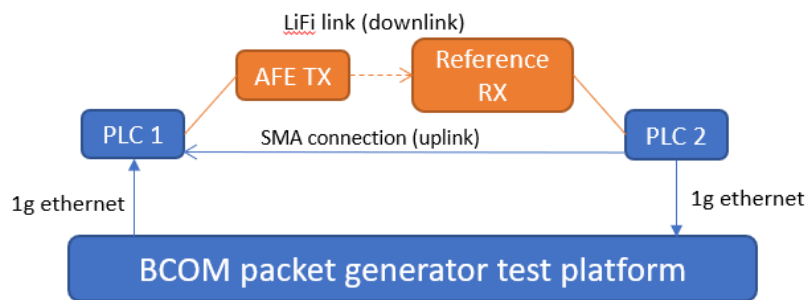 LiFi link (downlink)
AFE TX
Reference
RX
PLC 1
SMA connection (uplink)
PLC 2
1g ethernet
1g ethernet
BCOM packet generator test platform